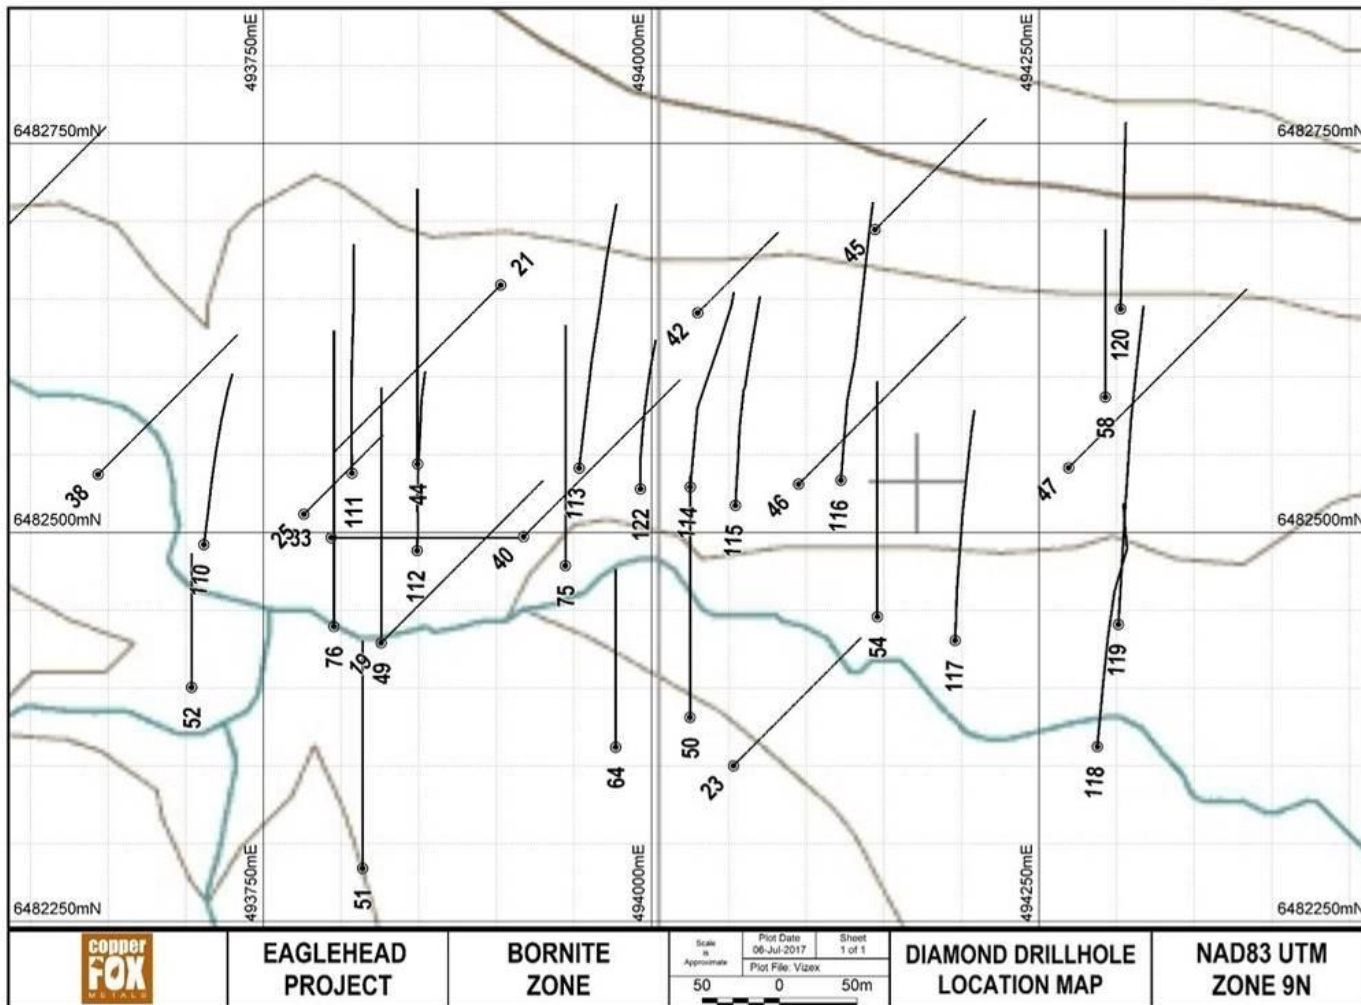 493750mE
494000mE
494250mE
6482750mN
6482750mN
45
21
42
120
58
38
111
44
113
122
114
115
46
116
47
6482500mN
25
33
40
6482500mN
110
112
75
76
19
49
54
117
119
52
64
50
23
118
51
493750mE
494000mE
494250mE
6482250mN
6482250mN
copper
FOX
METALS
EAGLEHEAD
PROJECT
BORNITE
ZONE
Scale
is
Approximate
Plot Date
06-Jul-2017
Sheet
1 of 1
Plot File: Vizex
50 0 50m
DIAMOND DRILLHOLE
LOCATION MAP
NAD83 UTM
ZONE 9N